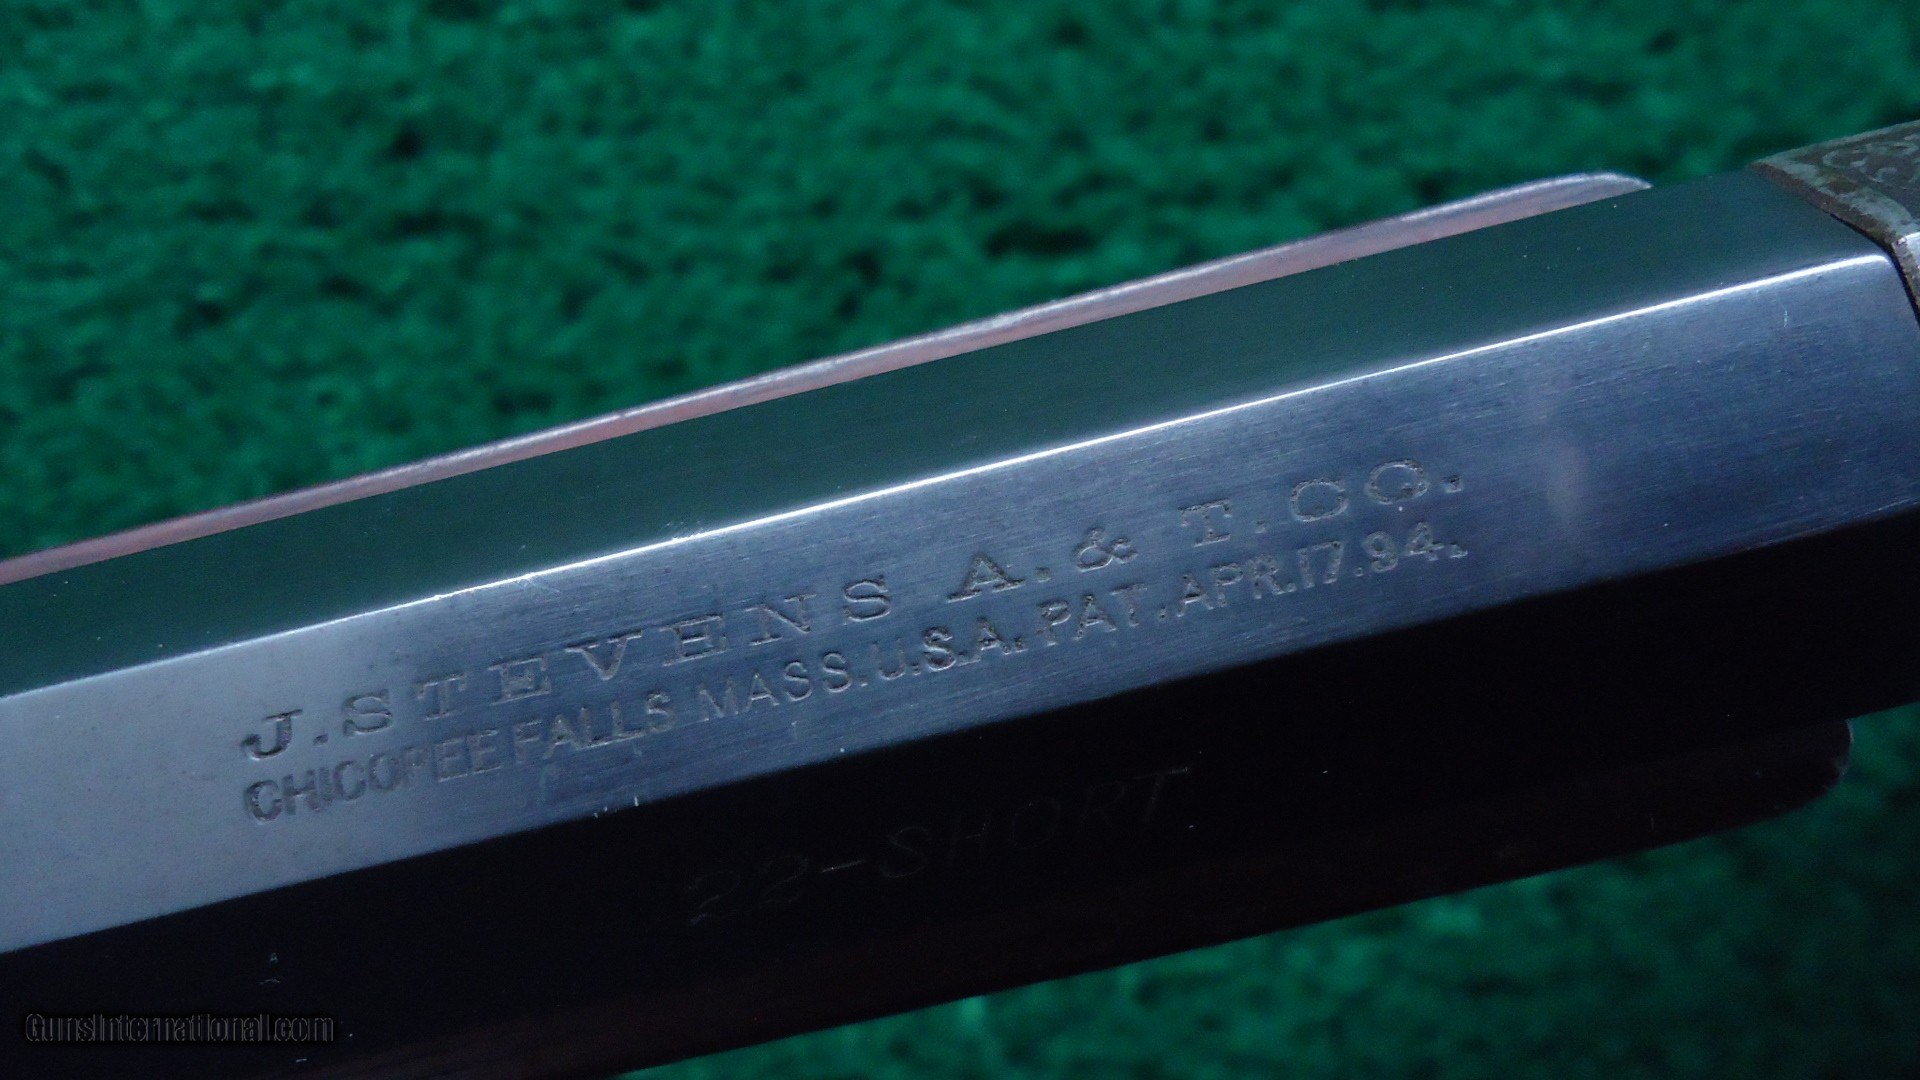 J. STEVENS A. & T. CO.
CHICOPEE FALLS MASS. U.S.A. PAT. APR. 17. 94.
22-SHORT
GunsInternational.com